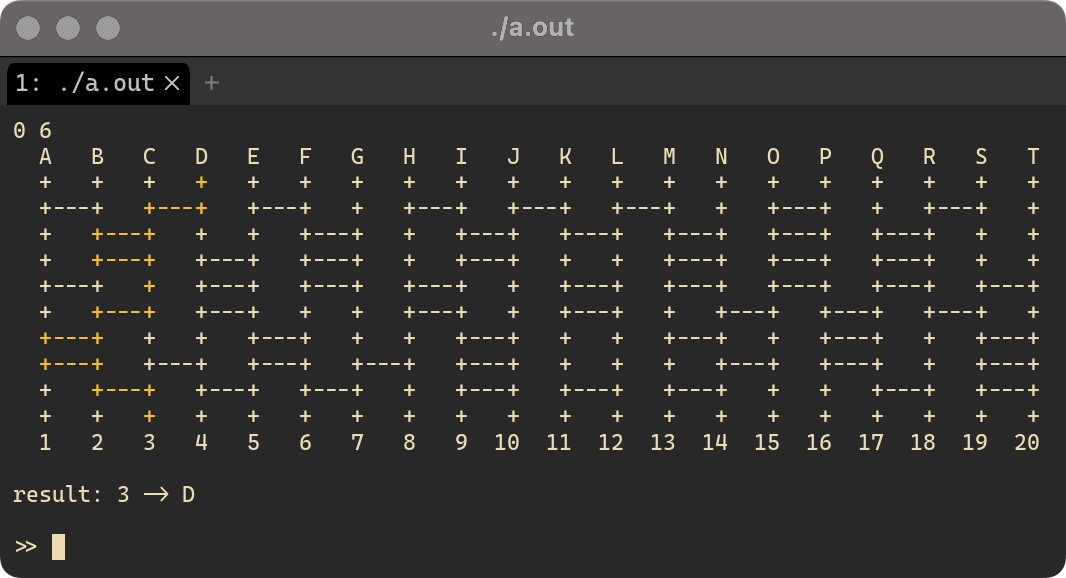 ./a.out
1: ./a.out × +
0 6
  A   B   C   D   E   F   G   H   I   J   K   L   M   N   O   P   Q   R   S   T
  +   +   +   +   +   +   +   +   +   +   +   +   +   +   +   +   +   +   +   +
  +---+   +---+   +---+   +   +---+   +---+   +---+   +   +---+   +   +---+   +
  +   +---+   +   +   +---+   +   +---+   +---+   +---+   +---+   +---+   +   +
  +   +---+   +---+   +---+   +   +---+   +   +   +---+   +---+   +---+   +   +
  +---+   +   +---+   +---+   +---+   +   +---+   +---+   +---+   +---+   +---+
  +   +---+   +---+   +   +   +---+   +   +---+   +   +---+   +---+   +---+   +
  +---+   +   +   +---+   +   +   +---+   +   +   +---+   +   +---+   +   +---+
  +---+   +---+   +---+   +---+   +---+   +   +   +   +---+   +---+   +   +---+
  +   +---+   +---+   +---+   +   +---+   +---+   +---+   +   +   +---+   +---+
  +   +   +   +   +   +   +   +   +   +   +   +   +   +   +   +   +   +   +   +
  1   2   3   4   5   6   7   8   9  10  11  12  13  14  15  16  17  18  19  20
result: 3 -> D
>>